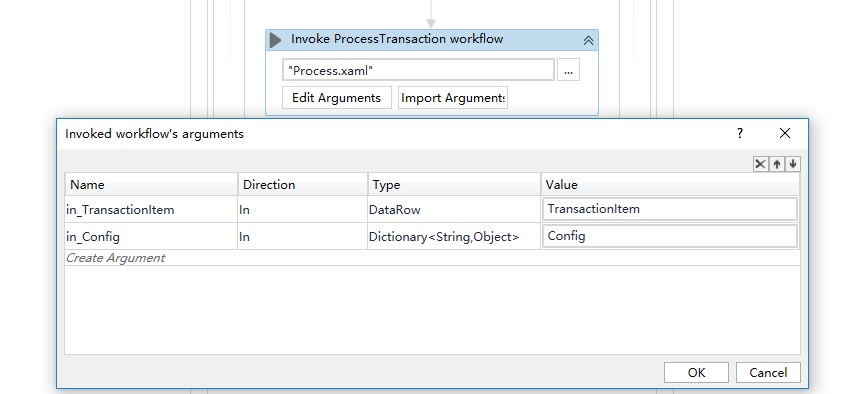 Invoke ProcessTransaction workflow
"Process.xaml"
...
Edit Arguments
Import Arguments
Invoked workflow's arguments
?
Name Direction Type Value
in_TransactionItem In DataRow TransactionItem
in_Config In Dictionary<String,Object> Config
Create Argument
OK Cancel